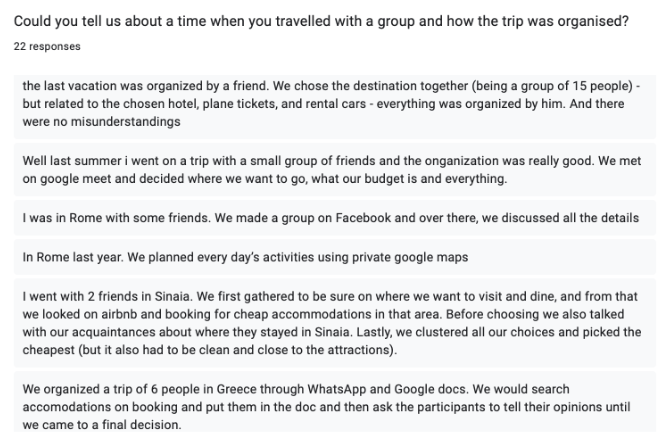 Could you tell us about a time when you travelled with a group and how the trip was organised?
22 responses
the last vacation was organized by a friend. We chose the destination together (being a group of 15 people) -
but related to the chosen hotel, plane tickets, and rental cars - everything was organized by him. And there
were no misunderstandings
Well last summer i went on a trip with a small group of friends and the onganization was really good. We met
on google meet and decided where we want to go, what our budget is and everything.
I was in Rome with some friends. We made a group on Facebook and over there, we discussed all the details
In Rome last year. We planned every day's activities using private google maps
I went with 2 friends in Sinaia. We first gathered to be sure on where we want to visit and dine, and from that
we looked on airbnb and booking for cheap accommodations in that area. Before choosing we also talked
with our acquaintances about where they stayed in Sinaia. Lastly, we clustered all our choices and picked the
cheapest (but it also had to be clean and close to the attractions).
We organized a trip of 6 people in Greece through WhatsApp and Google docs. We would search
accomodations on booking and put them in the doc and then ask the participants to tell their opinions until
we came to a final decision.